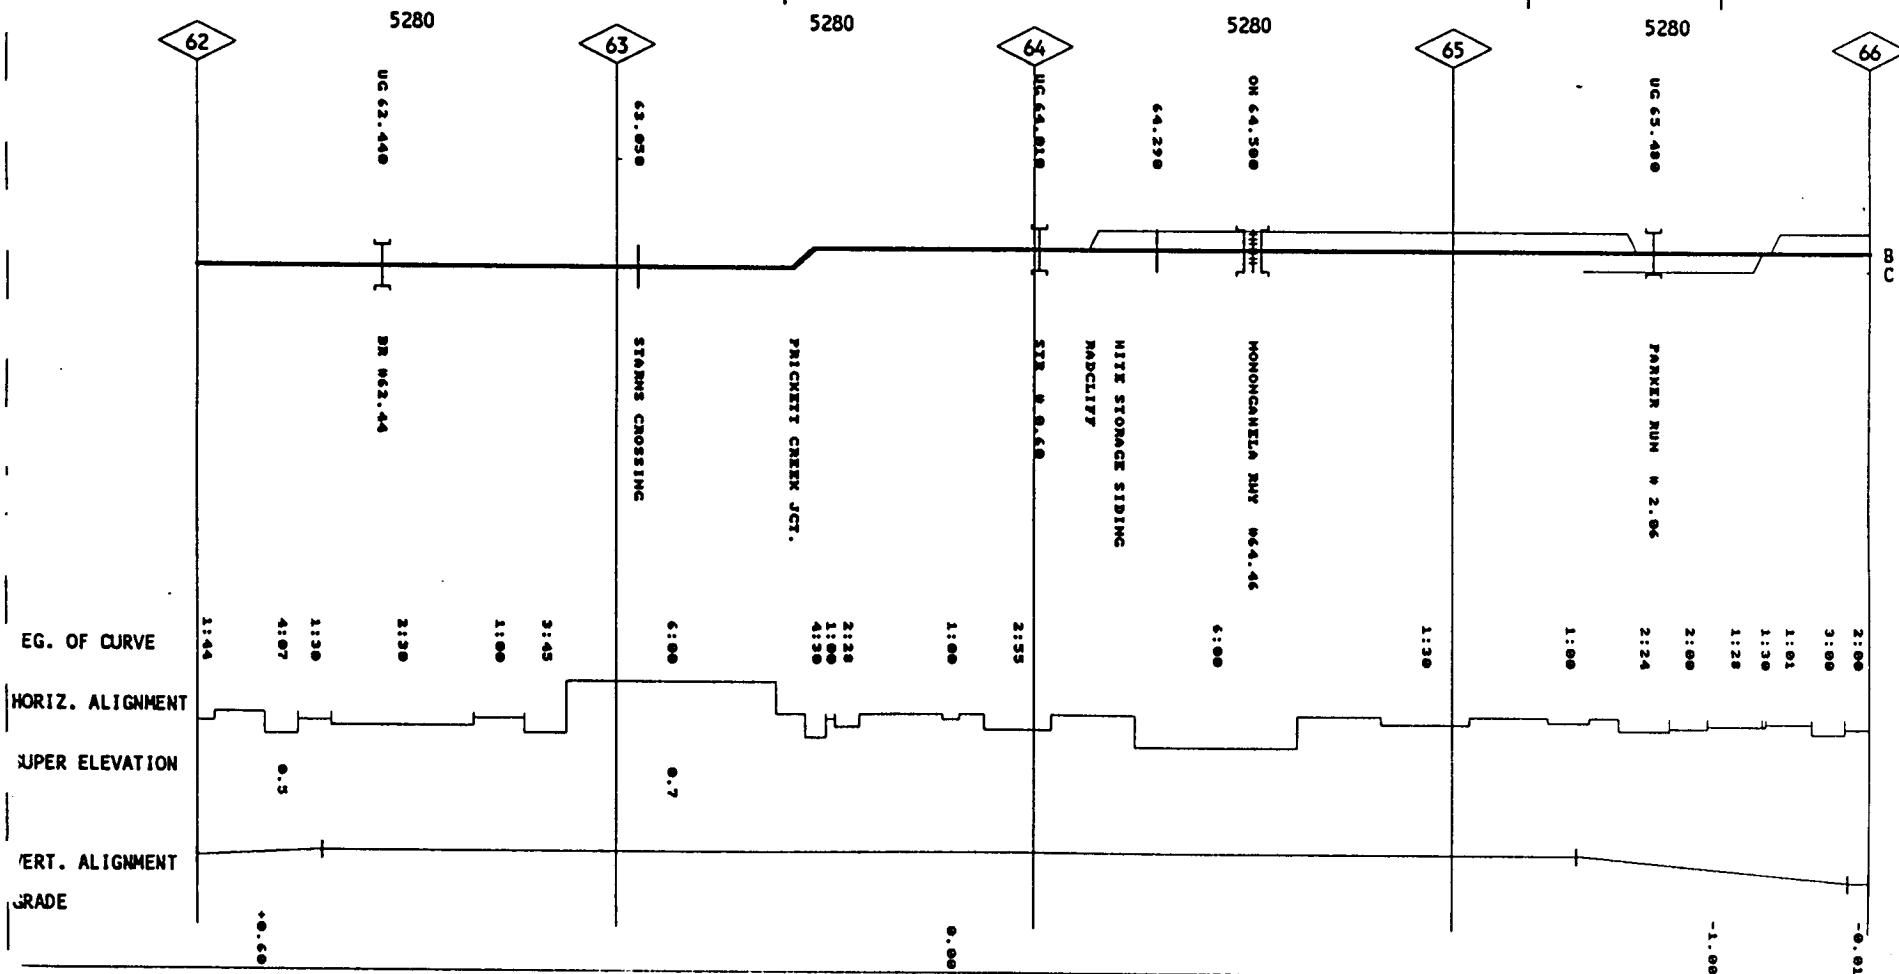 5280 5280 5280 5280
62 63 64 65 66
UG 62.440
63.050
UG 64.010
64.290
OH 64.500
UG 65.480
B
C
BR #62.44
STARNS CROSSING
PRICKETT CREEK JCT.
STR # 0.60
RADCLIFF
HITE STORAGE SIDING
MONONGAHELA RWY #64.46
PARKER RUN # 2.06
EG. OF CURVE
1:44 4:07 1:30 2:30 1:00 3:45 6:00 4:30 1:00 2:28 1:00 2:55 6:00 1:30 1:00 2:24 2:00 1:28 1:30 1:01 3:00 2:00
HORIZ. ALIGNMENT
SUPER ELEVATION
0.5 0.7
VERT. ALIGNMENT
GRADE
+0.60 0.00 -1.00 -0.01